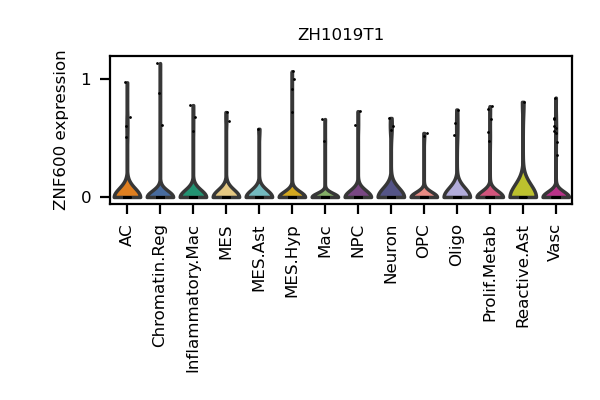 ZH1019T1
ZNF600 expression
1
0
AC
Chromatin.Reg
Inflammatory.Mac
MES
MES.Ast
MES.Hyp
Mac
NPC
Neuron
OPC
Oligo
Prolif.Metab
Reactive.Ast
Vasc